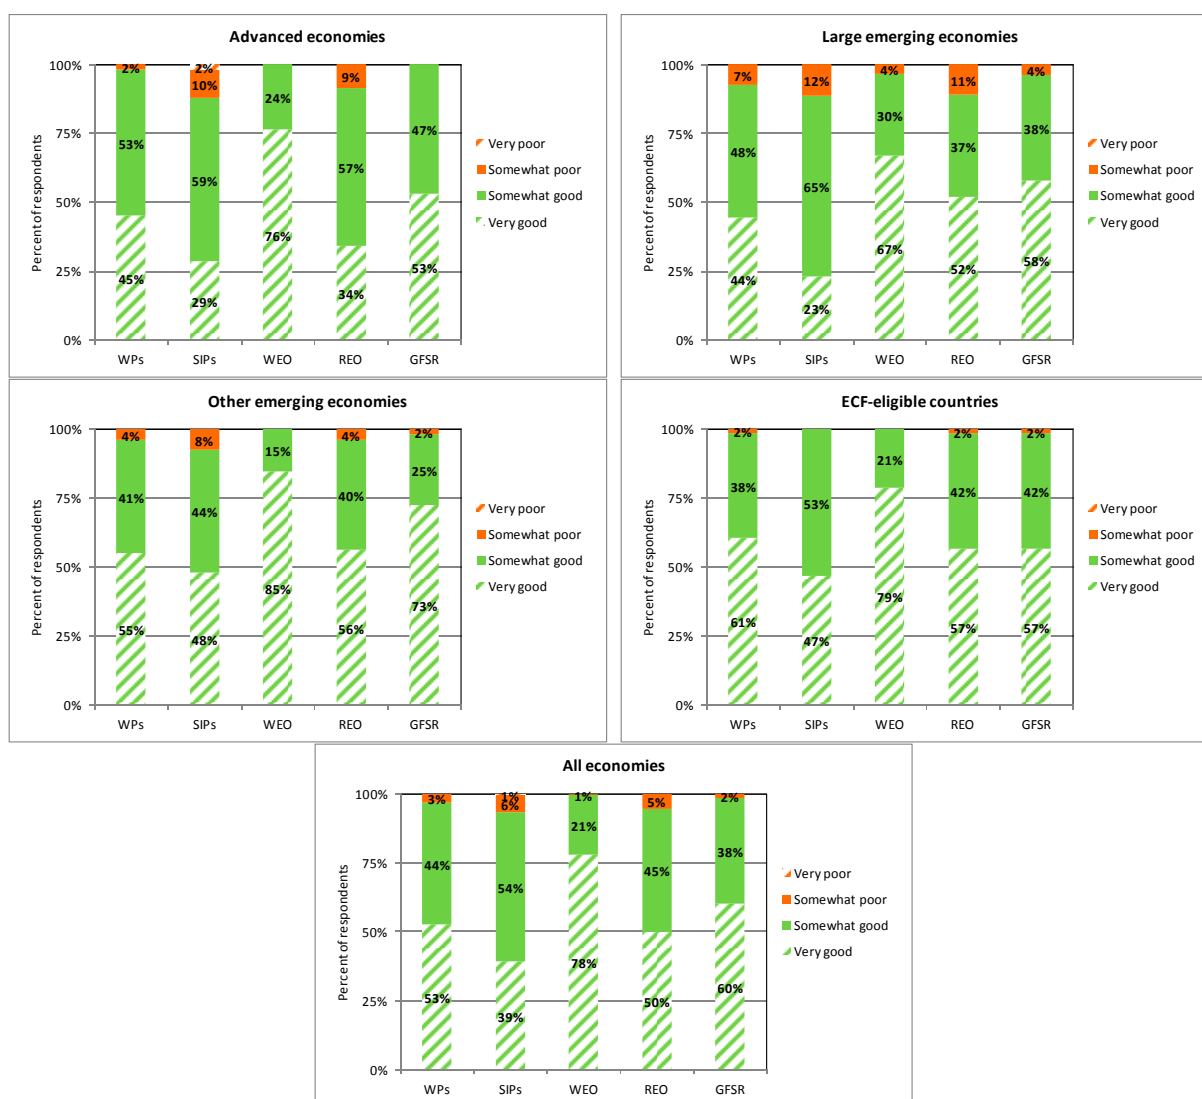 Advanced economies
100%
75%
50%
25%
0%
Percent of respondents
2%
53%
45%
2%
10%
59%
29%
24%
76%
9%
57%
34%
47%
53%
WPs SIPs WEO REO GFSR
Very poor
Somewhat poor
Somewhat good
Very good
Large emerging economies
100%
75%
50%
25%
0%
Percent of respondents
7%
48%
44%
12%
65%
23%
4%
30%
67%
11%
37%
52%
4%
38%
58%
WPs SIPs WEO REO GFSR
Very poor
Somewhat poor
Somewhat good
Very good
Other emerging economies
100%
75%
50%
25%
0%
Percent of respondents
4%
41%
55%
8%
44%
48%
15%
85%
4%
40%
56%
2%
25%
73%
WPs SIPs WEO REO GFSR
Very poor
Somewhat poor
Somewhat good
Very good
ECF-eligible countries
100%
75%
50%
25%
0%
Percent of respondents
2%
38%
61%
53%
47%
21%
79%
2%
42%
57%
2%
42%
57%
WPs SIPs WEO REO GFSR
Very poor
Somewhat poor
Somewhat good
Very good
All economies
100%
75%
50%
25%
0%
Percent of respondents
3%
44%
53%
1%
6%
54%
39%
1%
21%
78%
5%
45%
50%
2%
38%
60%
WPs SIPs WEO REO GFSR
Very poor
Somewhat poor
Somewhat good
Very good